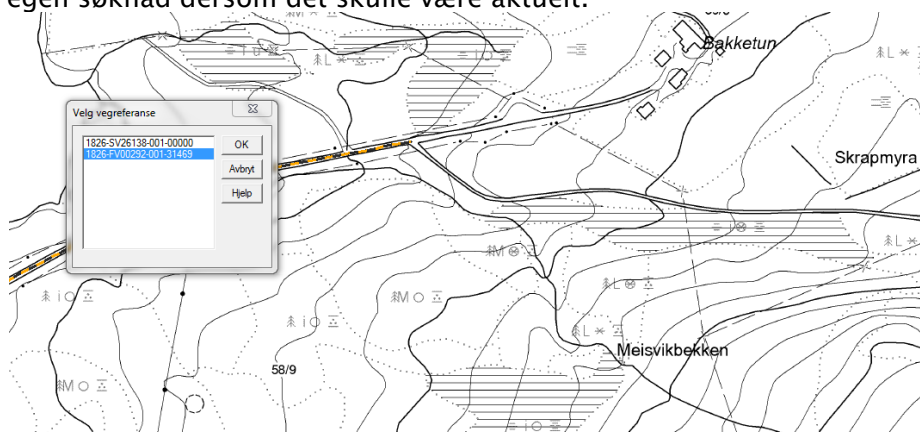 egen søknad dersom det skulle være aktuelt.
Bakketun
Velg vegreferanse
1826-SV26138-001-00000
1826-FV00292-001-31469
OK
Avbryt
Hjelp
Skrapmyra
Meisvikbekken
58/9